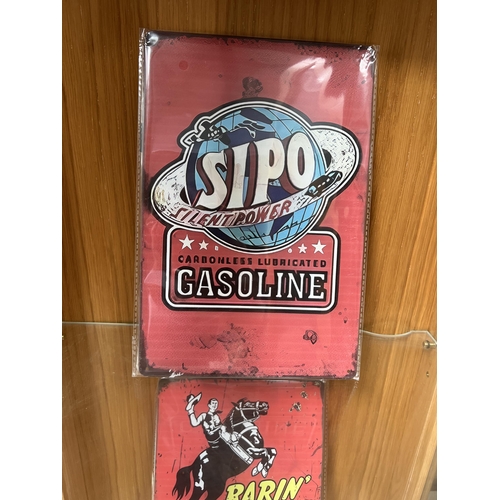 SIPO
SILENT POWER
CARBONLESS LUBRICATED
GASOLINE
RARIN'